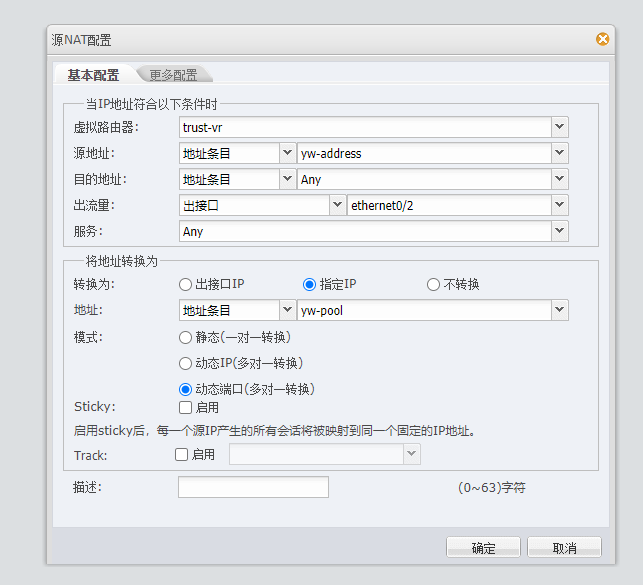 源NAT配置
基本配置 更多配置
当IP地址符合以下条件时
虚拟路由器: trust-vr
源地址: 地址条目 yw-address
目的地址: 地址条目 Any
出流量: 出接口 ethernet0/2
服务: Any
将地址转换为
转换为: 出接口IP 指定IP 不转换
地址: 地址条目 yw-pool
模式: 静态(一对一转换)
动态IP(多对一转换)
动态端口(多对一转换)
Sticky: 启用
启用sticky后，每一个源IP产生的所有会话将被映射到同一个固定的IP地址。
Track: 启用
描述: (0~63)字符
确定 取消